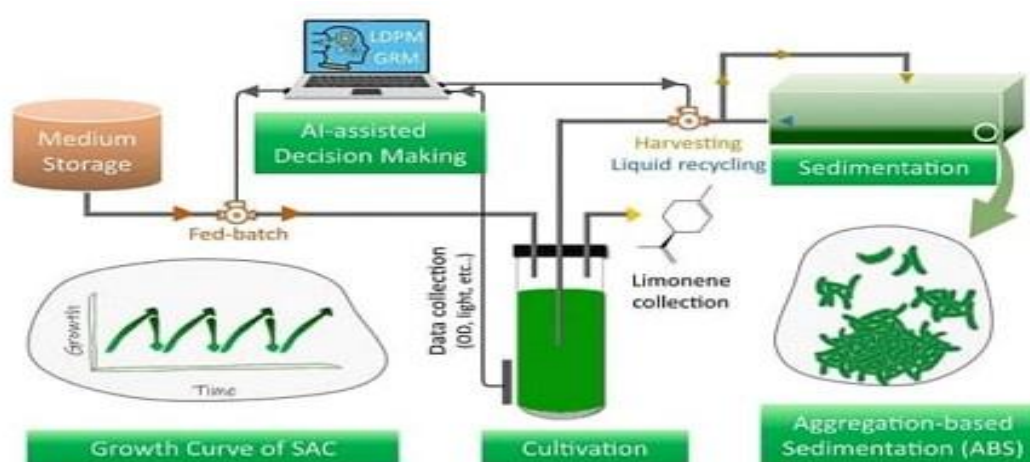 LDPM
GRM
Medium
Storage
AI-assisted
Decision Making
Harvesting
Liquid recycling
Sedimentation
Fed-batch
Data collection
(OD, light, etc..)
Limonene
collection
Growth
Time
Growth Curve of SAC
Cultivation
Aggregation-based
Sedimentation (ABS)